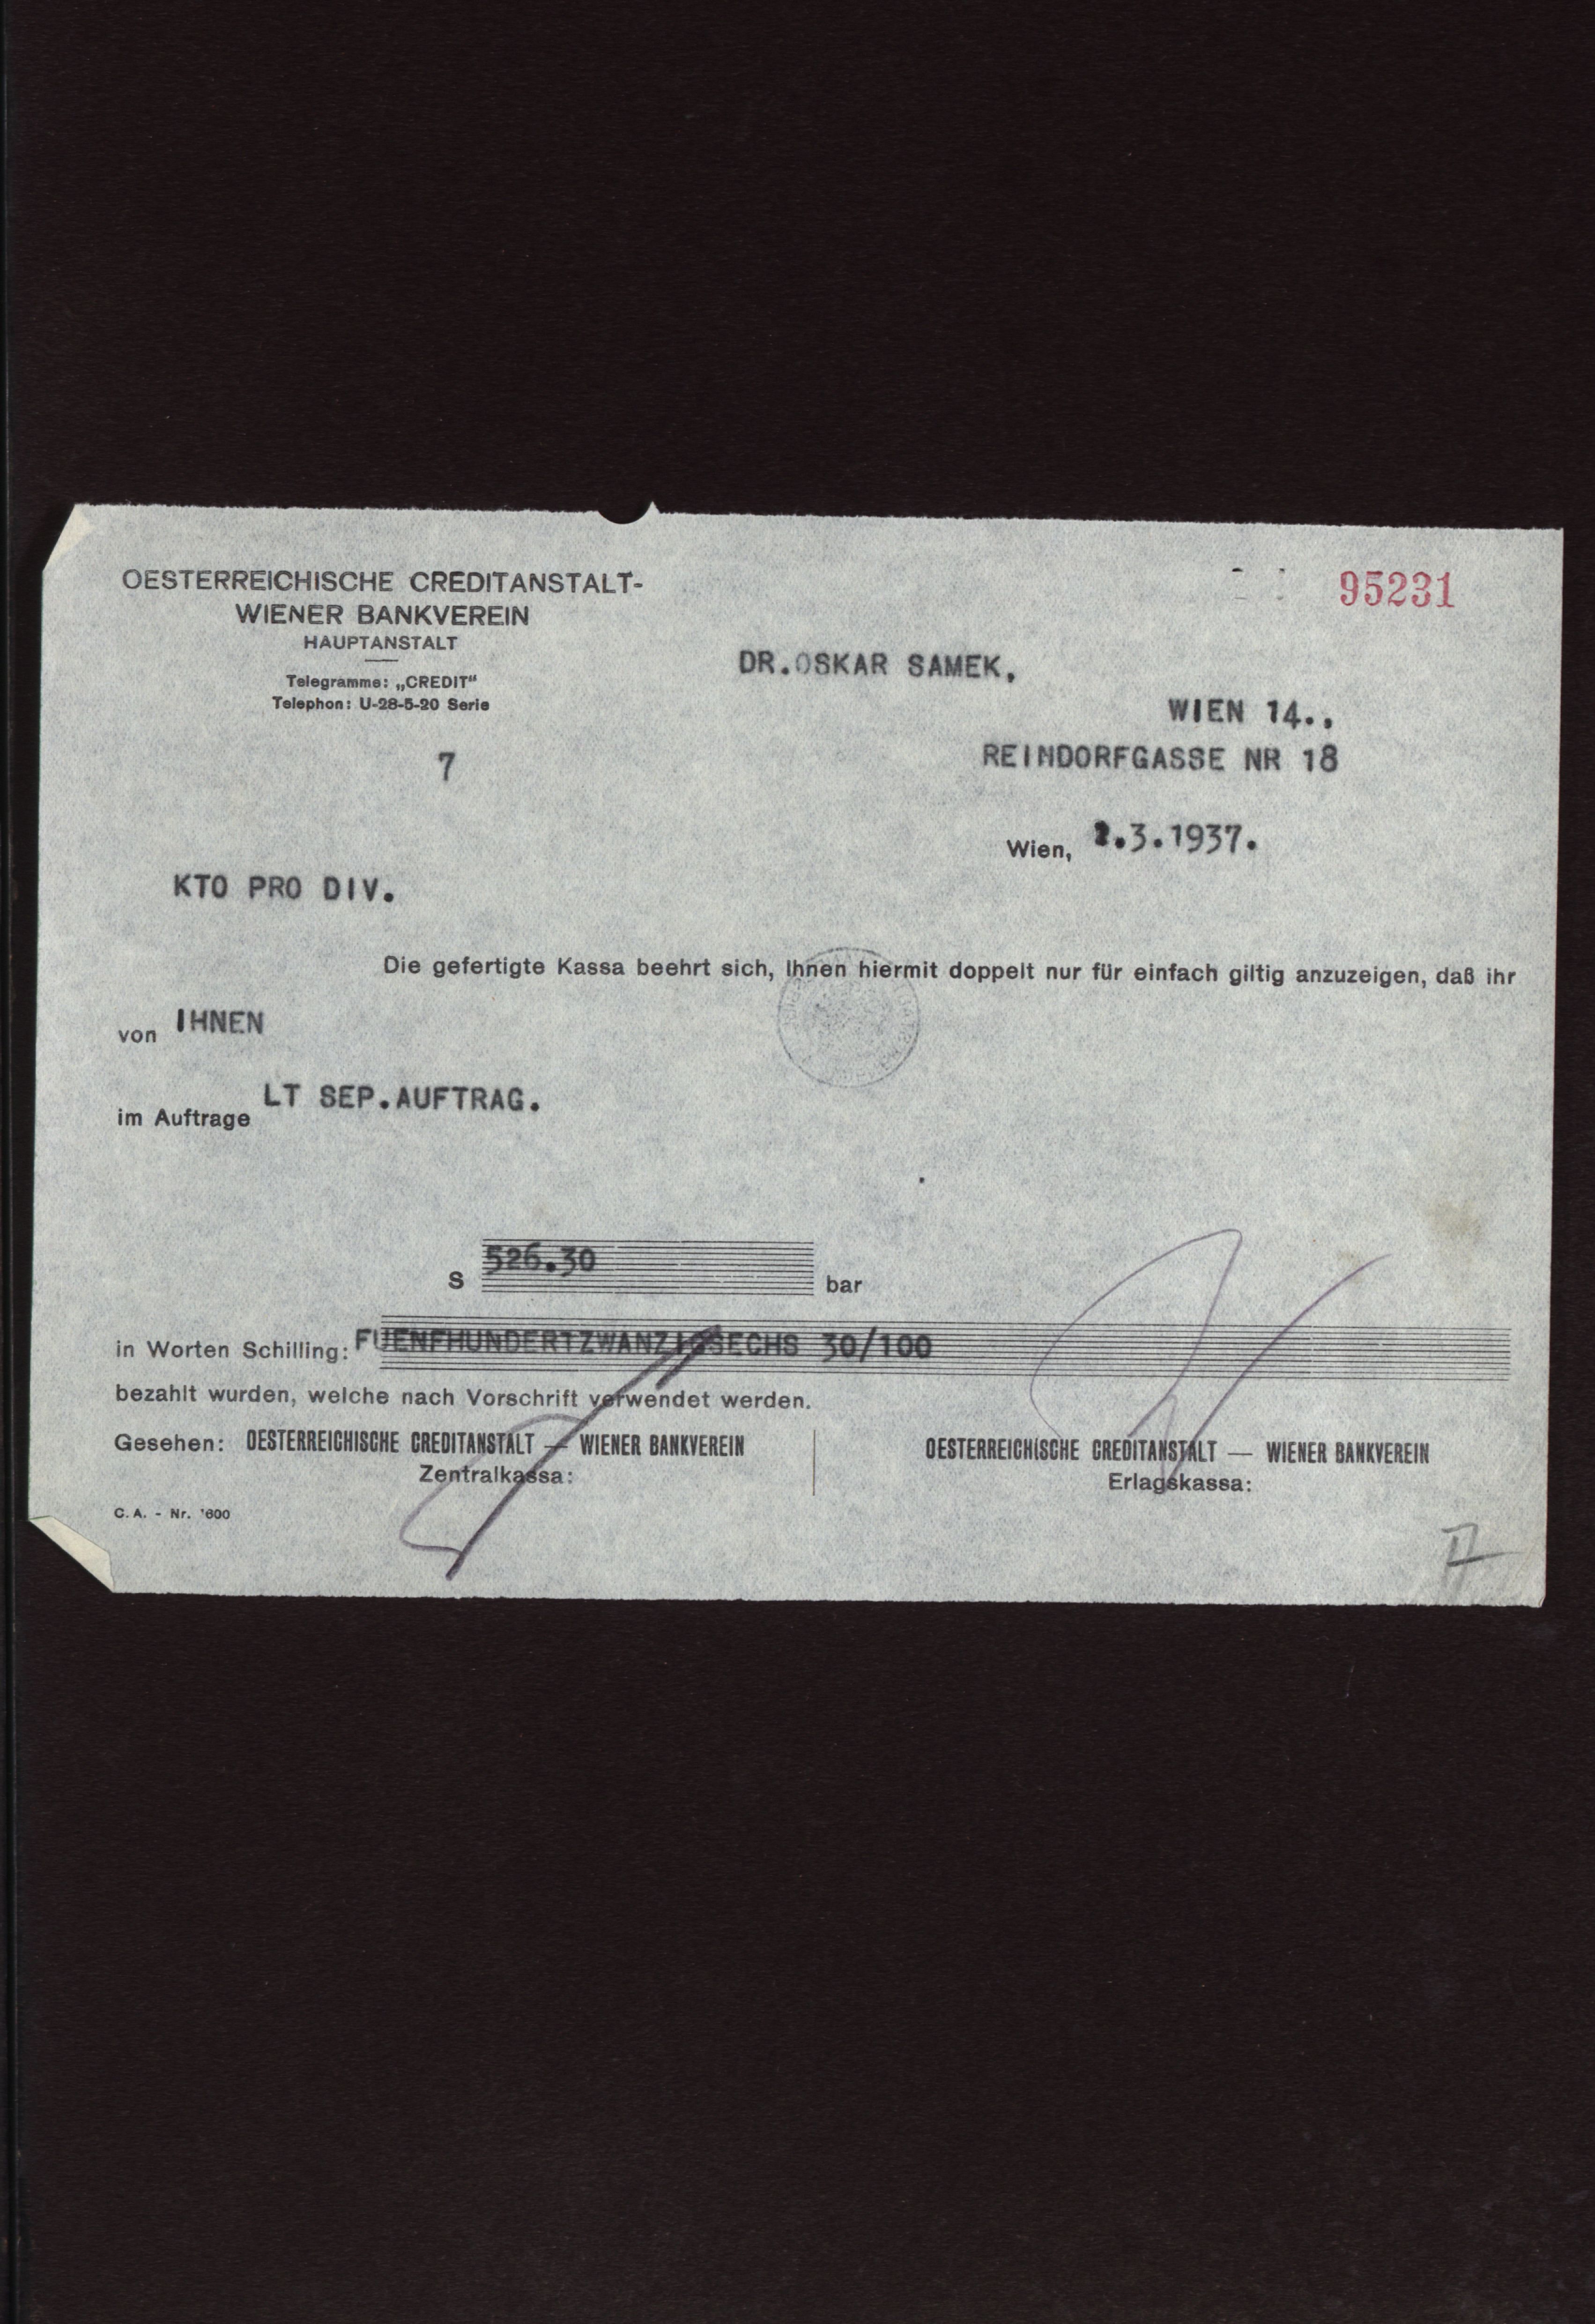 OESTERREICHISCHE CREDITANSTALT-
WIENER BANKVEREIN
HAUPTANSTALT
Telegramme: „CREDIT“
Telephon: U-28-5-20 Serie
95231
DR.OSKAR SAMEK,
WIEN 14.,
REINDORFGASSE NR 18
7
Wien, .3.1937.
KTO PRO DIV.
Die gefertigte Kassa beehrt sich, Ihnen hiermit doppelt nur für einfach giltig anzuzeigen, daß ihr
von IHNEN
im Auftrage LT SEP.AUFTRAG.
S 526.30 bar
in Worten Schilling: FUENFHUNDERTZWANZIGSECHS 30/100
bezahlt wurden, welche nach Vorschrift verwendet werden.
Gesehen: OESTERREICHISCHE CREDITANSTALT — WIENER BANKVEREIN
Zentralkassa:
OESTERREICHISCHE CREDITANSTALT — WIENER BANKVEREIN
Erlagskassa:
C. A. - Nr. '600